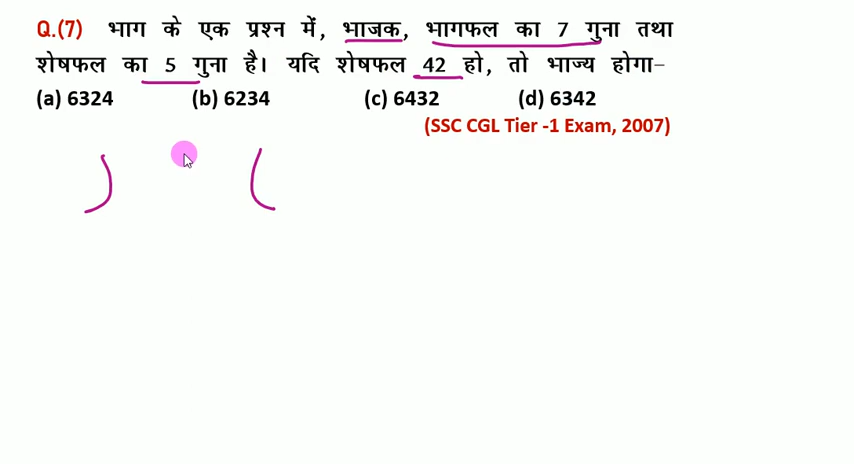 Q.(7) भाग के एक प्रश्न में, भाजक, भागफल का 7 गुना तथा
शेषफल का 5 गुना है। यदि शेषफल 42 हो, तो भाज्य होगा–
(a) 6324 (b) 6234 (c) 6432 (d) 6342
(SSC CGL Tier -1 Exam, 2007)